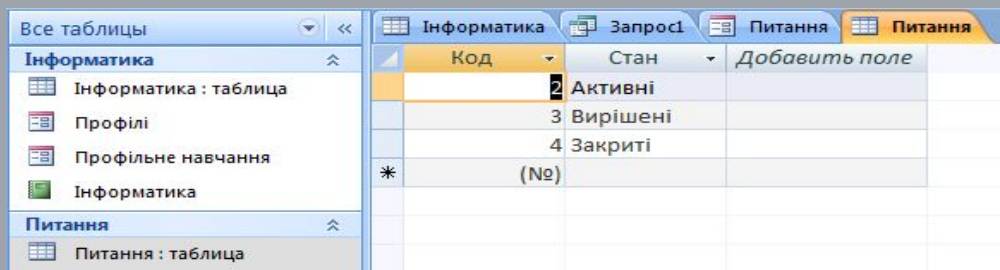 Все таблицы
Інформатика
Інформатика : таблица
Профілі
Профільне навчання
Інформатика
Питання
Питання : таблица
Інформатика Запрос1 Питання Питання
Код Стан Добавить поле
2 Активні
3 Вирішені
4 Закриті
(№)